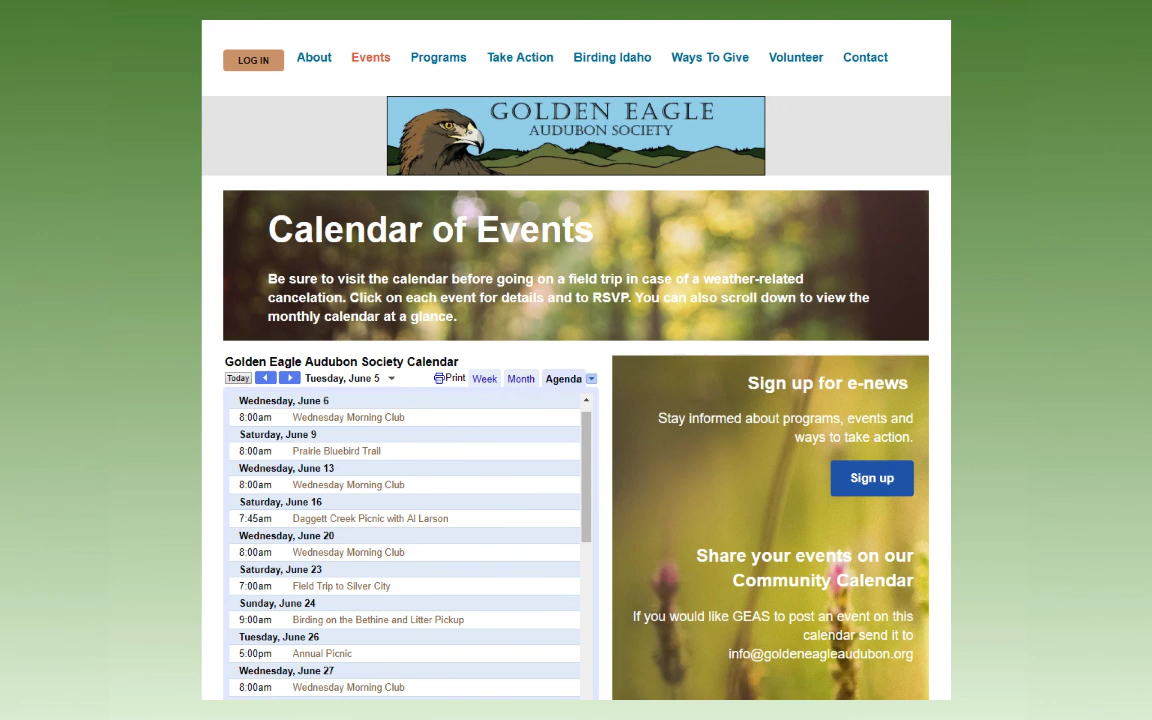 LOG IN About Events Programs Take Action Birding Idaho Ways To Give Volunteer Contact
GOLDEN EAGLE
AUDUBON SOCIETY
Calendar of Events
Be sure to visit the calendar before going on a field trip in case of a weather-related
cancelation. Click on each event for details and to RSVP. You can also scroll down to view the
monthly calendar at a glance.
Golden Eagle Audubon Society Calendar
Today Tuesday, June 5 Print Week Month Agenda
Wednesday, June 6
8:00am Wednesday Morning Club
Saturday, June 9
8:00am Prairie Bluebird Trail
Wednesday, June 13
8:00am Wednesday Morning Club
Saturday, June 16
7:45am Daggett Creek Picnic with Al Larson
Wednesday, June 20
8:00am Wednesday Morning Club
Saturday, June 23
7:00am Field Trip to Silver City
Sunday, June 24
9:00am Birding on the Bethine and Litter Pickup
Tuesday, June 26
5:00pm Annual Picnic
Wednesday, June 27
8:00am Wednesday Morning Club
Sign up for e-news
Stay informed about programs, events and
ways to take action.
Sign up
Share your events on our
Community Calendar
If you would like GEAS to post an event on this
calendar send it to
info@goldeneagleaudubon.org